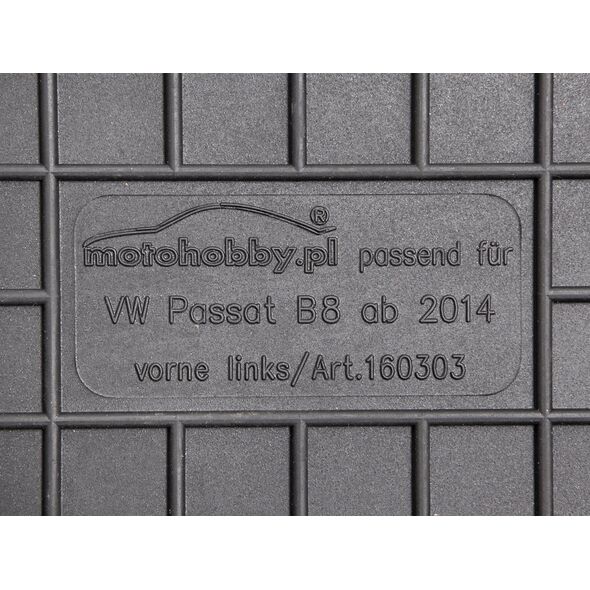 motohobby.pl® passend für
VW Passat B8 ab 2014
vorne links/Art.160303